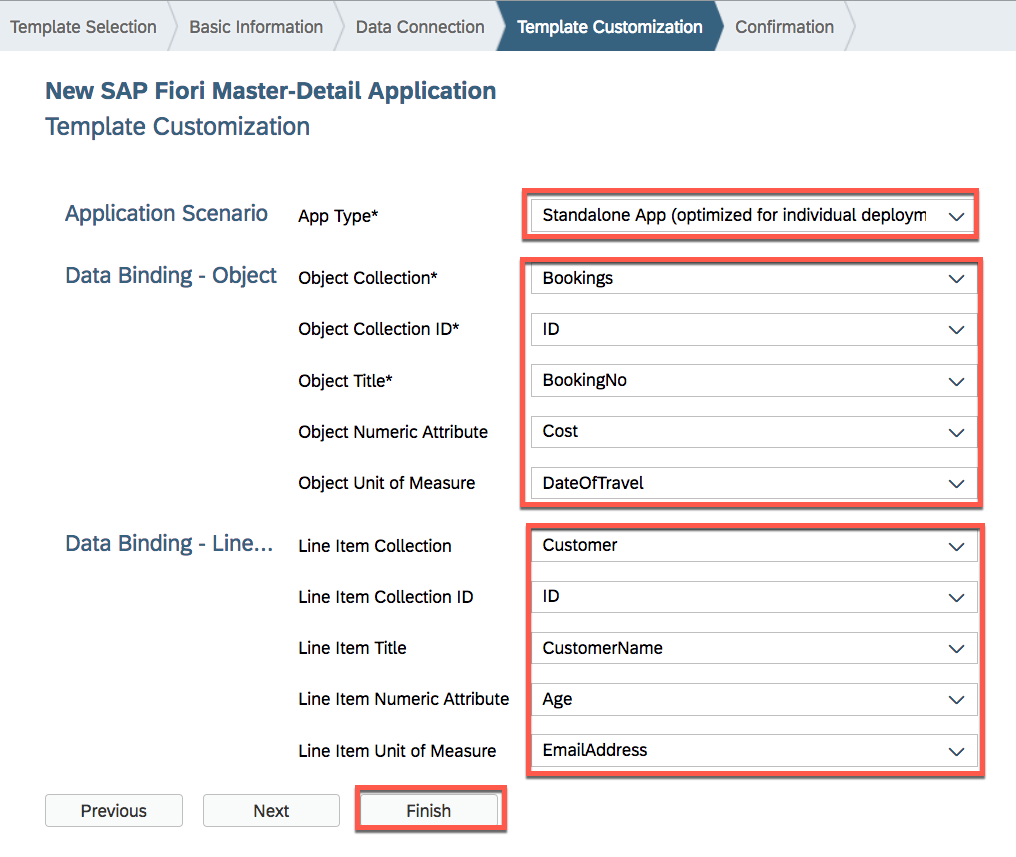 Template Selection Basic Information Data Connection Template Customization Confirmation
New SAP Fiori Master-Detail Application
Template Customization
Application Scenario App Type* Standalone App (optimized for individual deploym
Data Binding - Object Object Collection* Bookings
Object Collection ID* ID
Object Title* BookingNo
Object Numeric Attribute Cost
Object Unit of Measure DateOfTravel
Data Binding - Line... Line Item Collection Customer
Line Item Collection ID ID
Line Item Title CustomerName
Line Item Numeric Attribute Age
Line Item Unit of Measure EmailAddress
Previous Next Finish